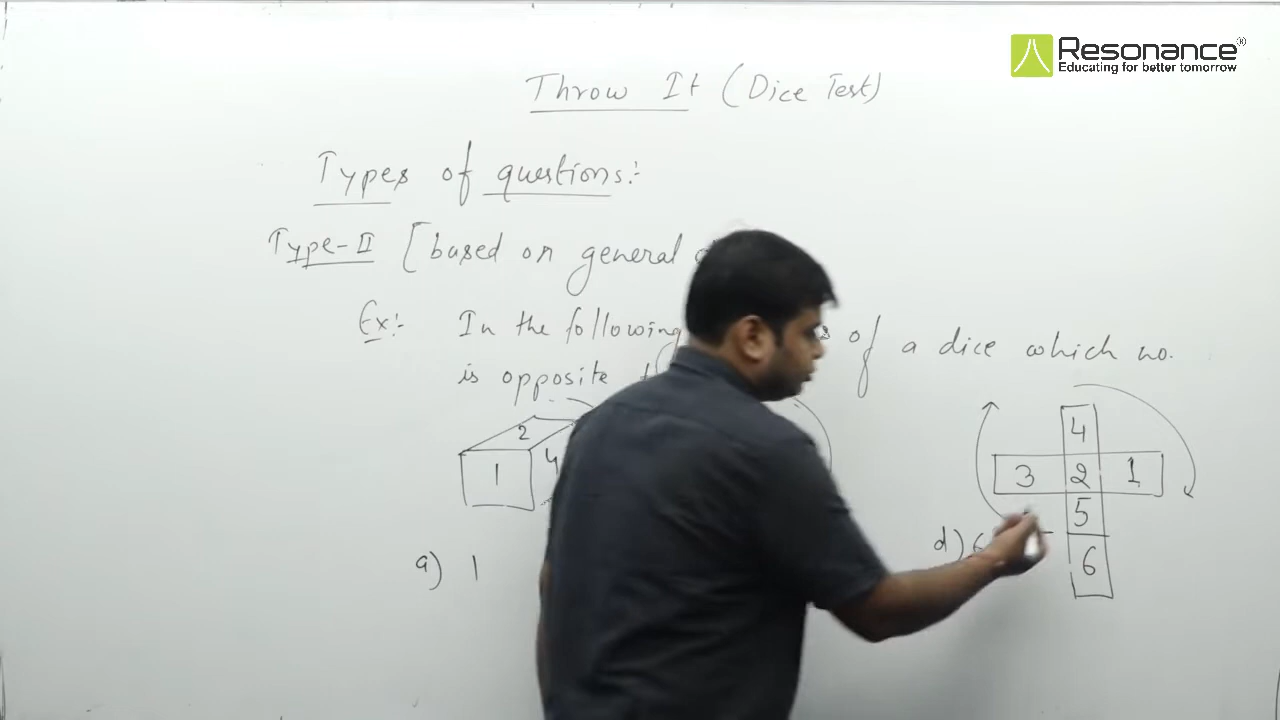 Resonance®
Educating for better tomorrow
Throw It (Dice Test)
Types of questions:-
Type-II [based on general
Ex:- In the following of a dice which no.
is opposite
2
1 4
4
3 2 1
5
6
a) 1
d) 6